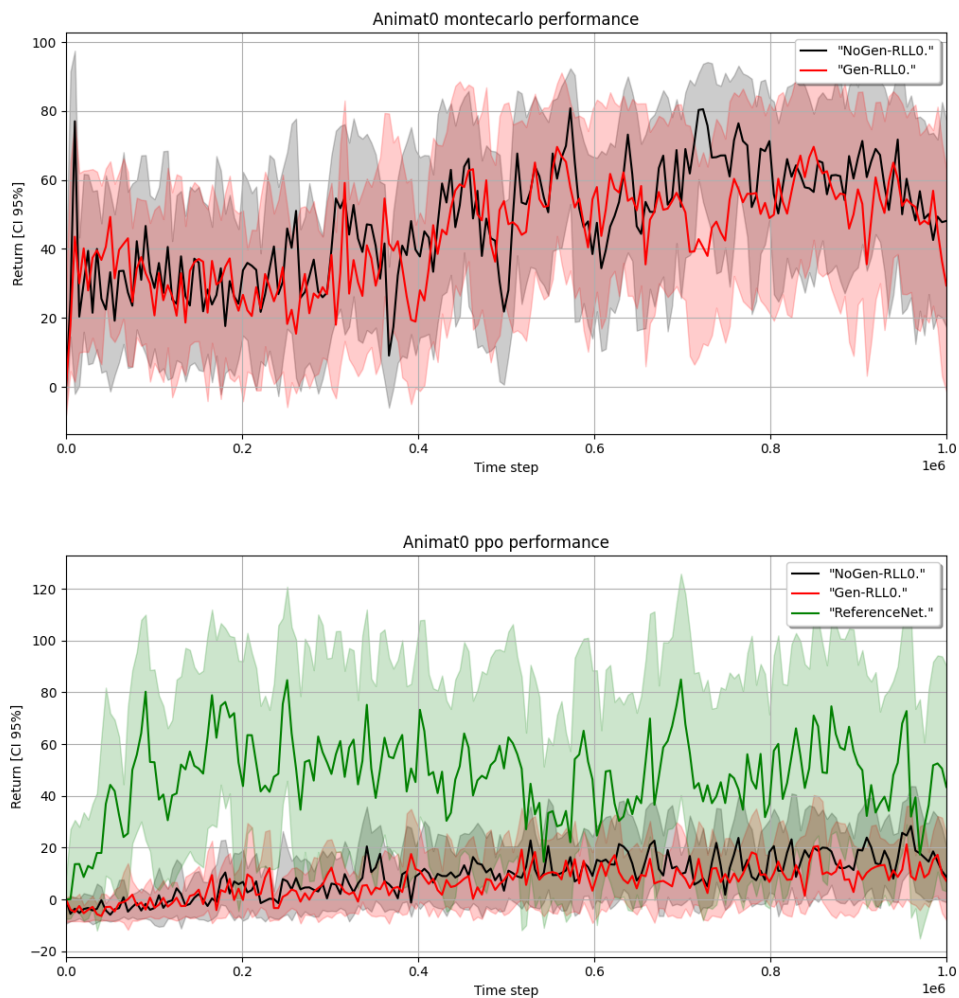 Animat0 montecarlo performance
100
80
60
40
20
0
Return [CI 95%]
"NoGen-RLL0."
"Gen-RLL0."
0.0
0.2
0.4
0.6
0.8
1.0
1e6
Time step
Animat0 ppo performance
120
100
80
60
40
20
0
−20
Return [CI 95%]
"NoGen-RLL0."
"Gen-RLL0."
"ReferenceNet."
0.0
0.2
0.4
0.6
0.8
1.0
1e6
Time step